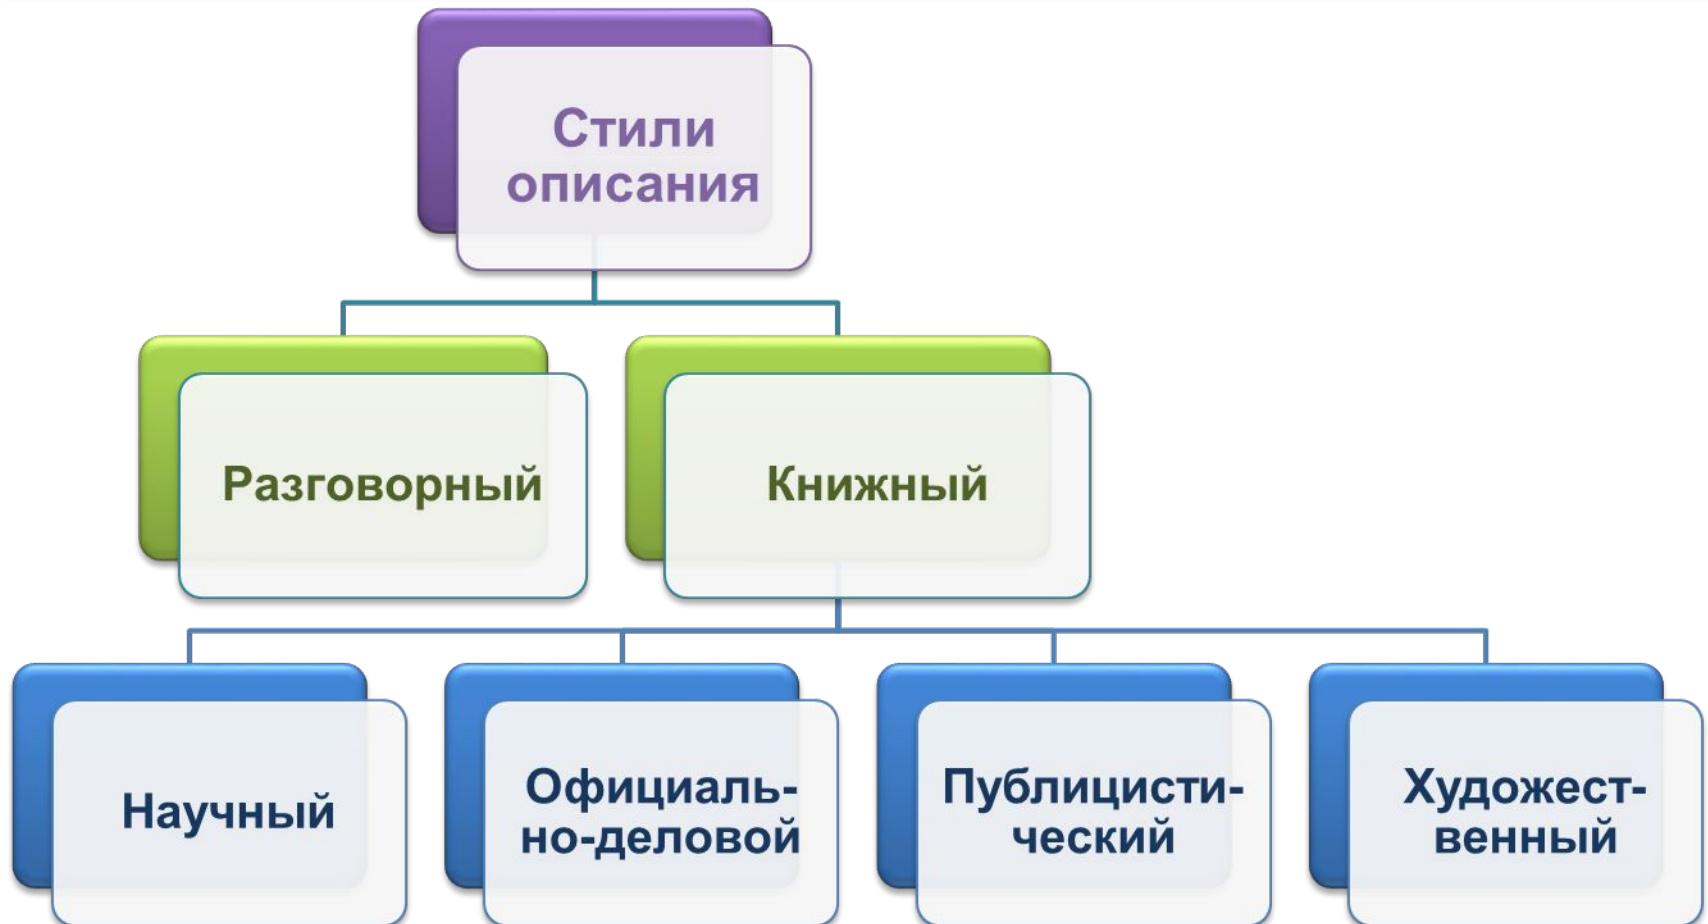 Стили
описания
Разговорный
Книжный
Научный
Официаль-
но-деловой
Публицисти-
ческий
Художест-
венный